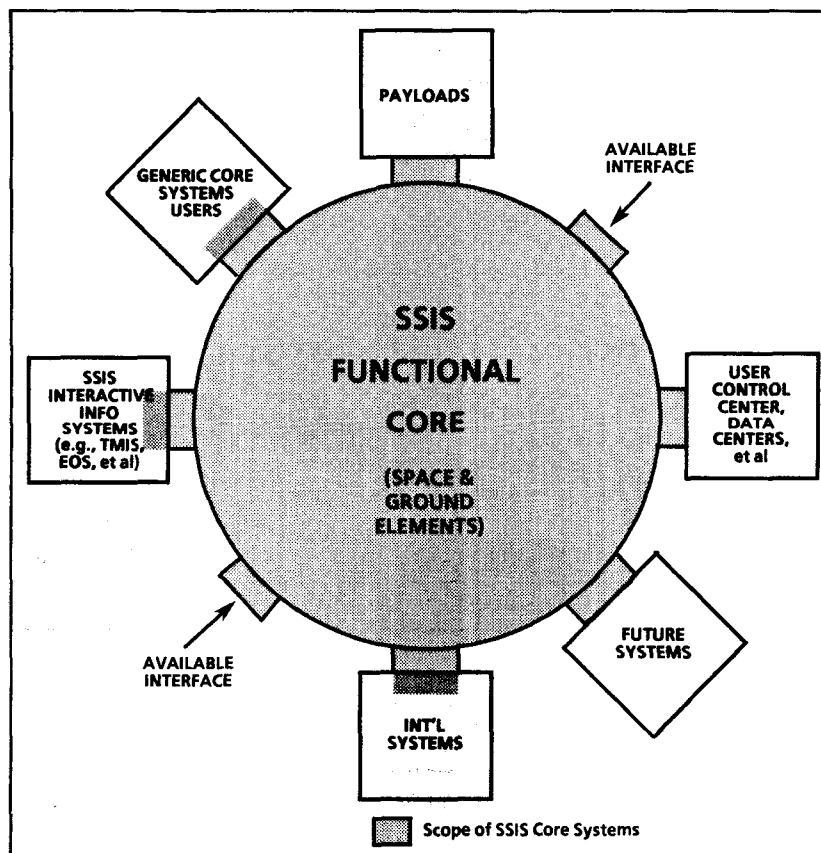 PAYLOADS
AVAILABLE
INTERFACE
GENERIC CORE
SYSTEMS
USERS
SSIS
FUNCTIONAL
CORE
(SPACE &
GROUND
ELEMENTS)
SSIS
INTERACTIVE
INFO
SYSTEMS
(e.g., TMIS,
EOS, et al)
USER
CONTROL
CENTER,
DATA
CENTERS,
et al
AVAILABLE
INTERFACE
FUTURE
SYSTEMS
INT'L
SYSTEMS
Scope of SSIS Core Systems